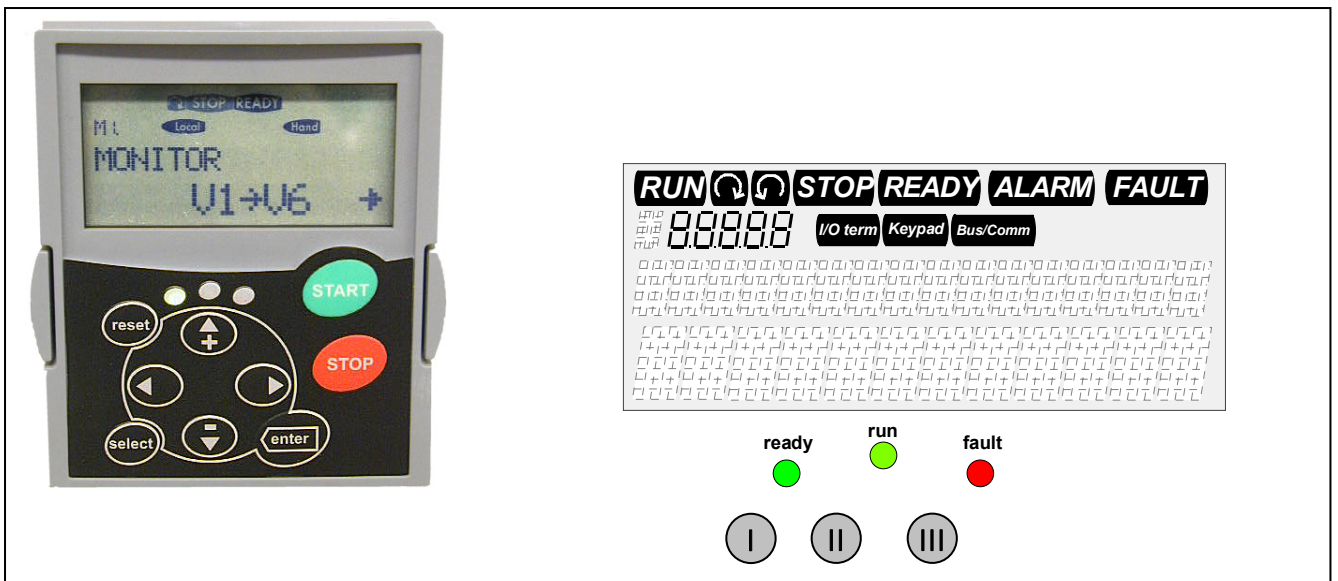 STOP READY
M1
Local Hand
MONITOR
V1→V6 →
START
reset
STOP
select
enter
RUN STOP READY ALARM FAULT
8.8.8.8.8 I/O term Keypad Bus/Comm
ready run fault
I II III